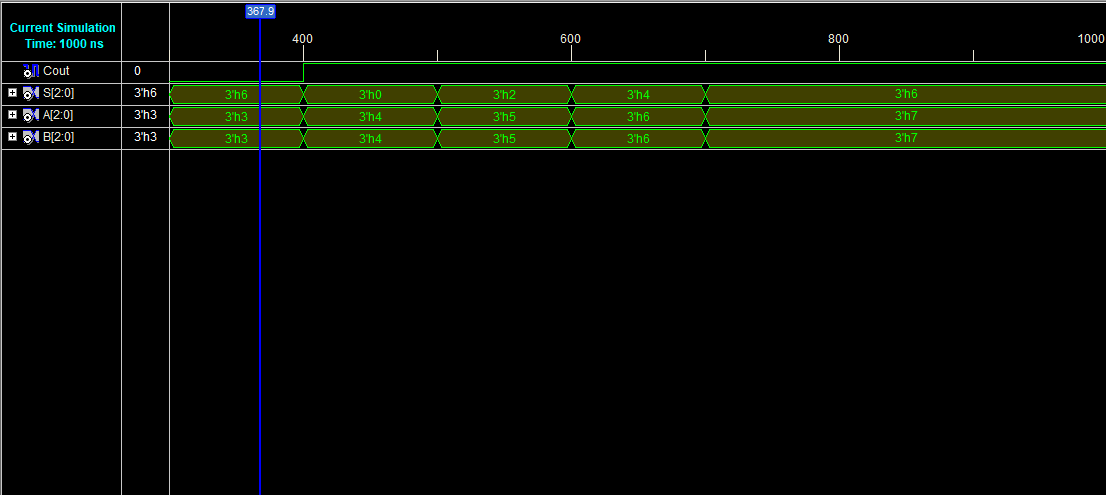 367.9
Current Simulation
Time: 1000 ns
400 600 800 1000
Cout 0
S[2:0] 3'h6 3'h6 3'h0 3'h2 3'h4 3'h6
A[2:0] 3'h3 3'h3 3'h4 3'h5 3'h6 3'h7
B[2:0] 3'h3 3'h3 3'h4 3'h5 3'h6 3'h7